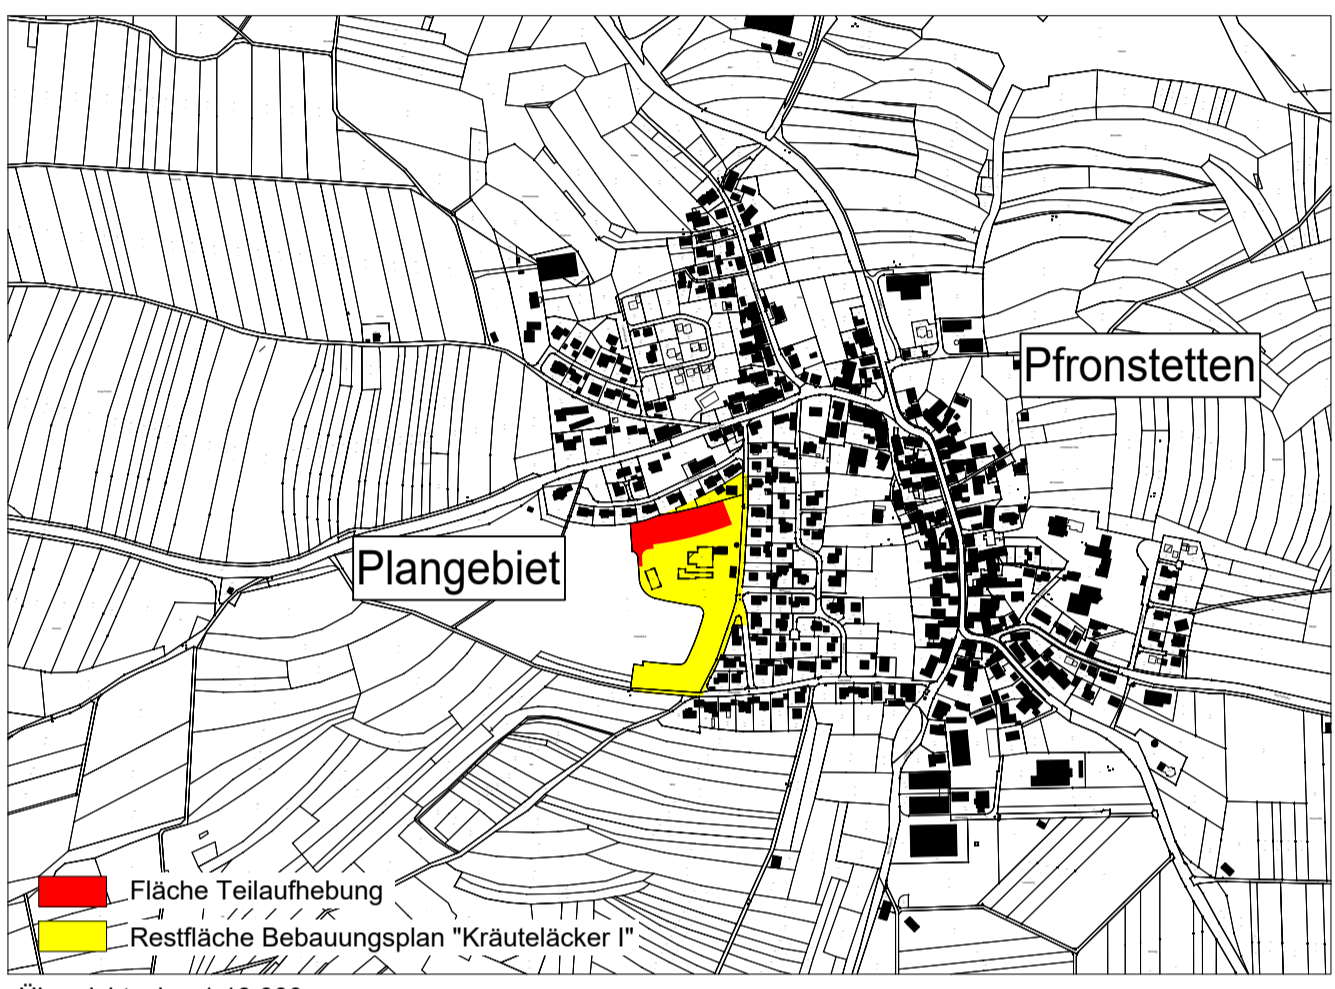 Pfronstetten
Plangebiet
Fläche Teilaufhebung
Restfläche Bebauungsplan "Kräuteläcker I"